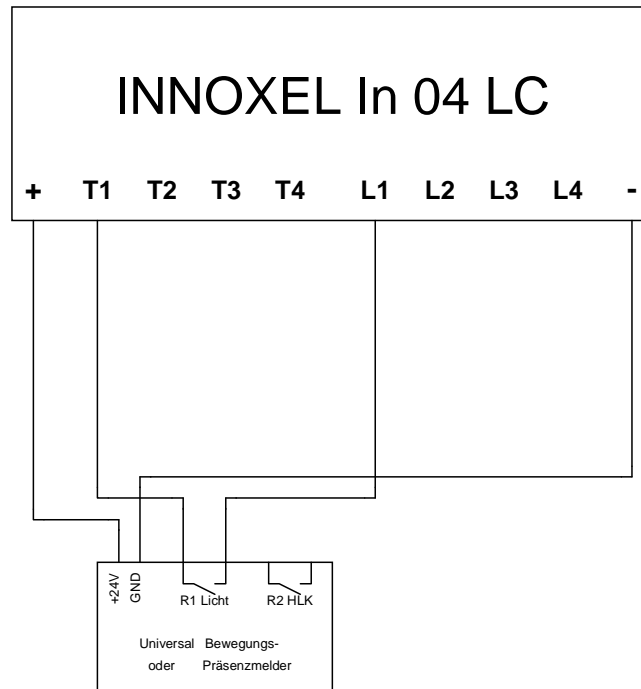 INNOXEL In 04 LC
+ T1 T2 T3 T4 L1 L2 L3 L4 -
+24V
GND
R1 Licht R2 HLK
Universal Bewegungs-
oder Präsenzmelder